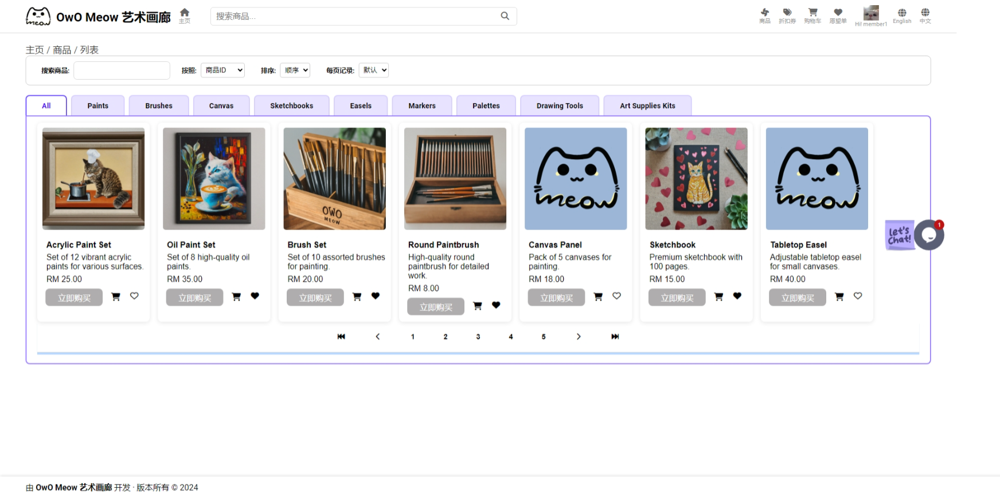 meow OwO Meow 艺术画廊 主页 搜索商品... 商品 折扣券 购物车 愿望单 Hi! member1 English 中文
主页 / 商品 / 列表
搜索商品: 按照: 商品ID 排序: 顺序 每页记录: 默认
All Paints Brushes Canvas Sketchbooks Easels Markers Palettes Drawing Tools Art Supplies Kits
OWO
MEOW
meow
meow
1
let's
Chat!
Acrylic Paint Set
Set of 12 vibrant acrylic
paints for various surfaces.
RM 25.00
立即购买
Oil Paint Set
Set of 8 high-quality oil
paints.
RM 35.00
立即购买
Brush Set
Set of 10 assorted brushes
for painting.
RM 20.00
立即购买
Round Paintbrush
High-quality round
paintbrush for detailed
work.
RM 8.00
立即购买
Canvas Panel
Pack of 5 canvases for
painting.
RM 18.00
立即购买
Sketchbook
Premium sketchbook with
100 pages.
RM 15.00
立即购买
Tabletop Easel
Adjustable tabletop easel
for small canvases.
RM 40.00
立即购买
1 2 3 4 5
由 OwO Meow 艺术画廊 开发 · 版本所有 © 2024